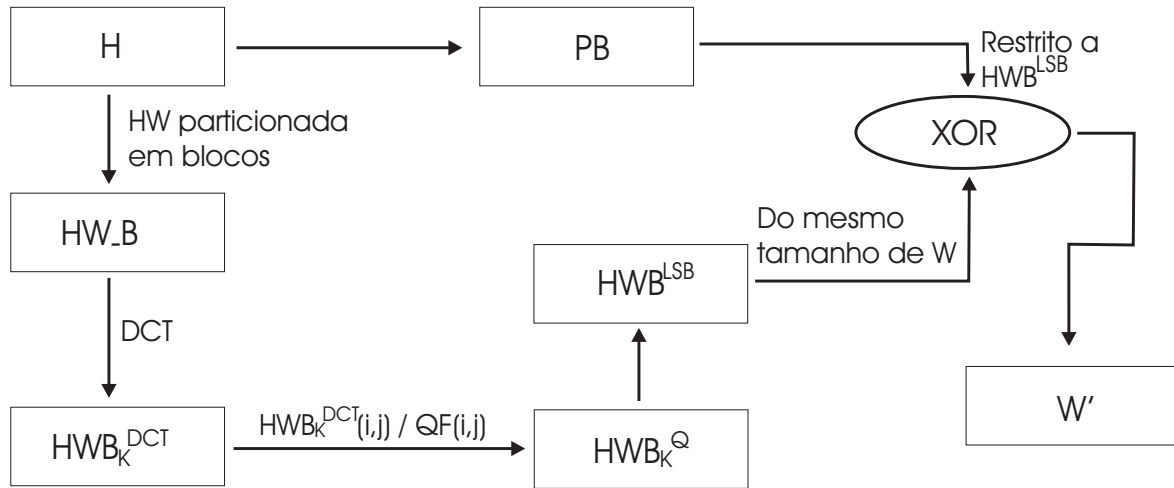 H
PB
Restrito a
HWB^LSB
XOR
HW particionada
em blocos
HW_B
Do mesmo
tamanho de W
HWB^LSB
DCT
HWB_K^DCT
HWB_K^DCT(i,j) / QF(i,j)
HWB_K^Q
W'